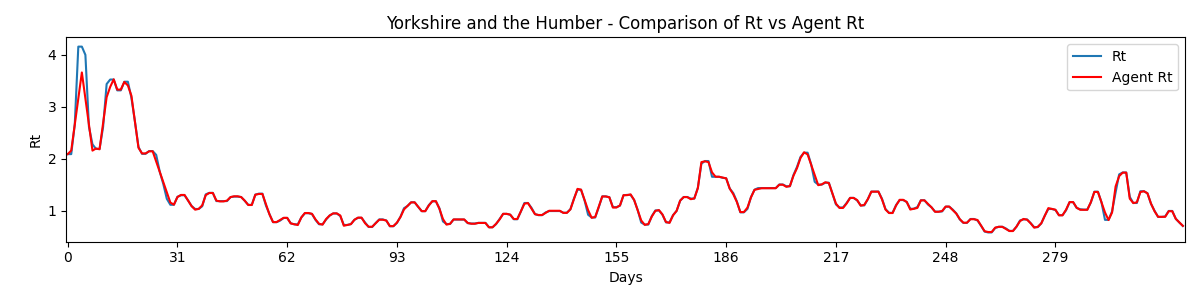 Yorkshire and the Humber - Comparison of Rt vs Agent Rt
Rt
Agent Rt
4
3
2
1
Rt
0 31 62 93 124 155 186 217 248 279
Days